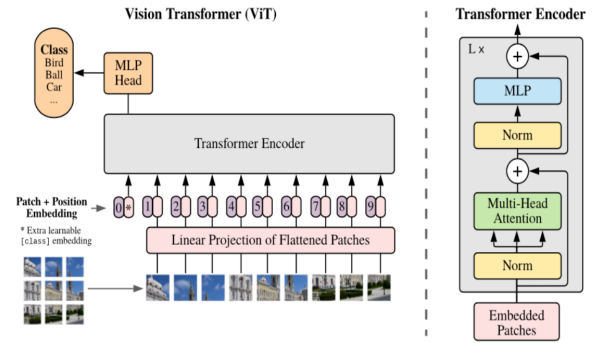 Vision Transformer (ViT)
Class
Bird
Ball
Car
...
MLP
Head
Transformer Encoder
Patch + Position
Embedding
0 * 1 2 3 4 5 6 7 8 9
* Extra learnable
[class] embedding
Linear Projection of Flattened Patches
Transformer Encoder
L x
+
MLP
Norm
+
Multi-Head
Attention
Norm
Embedded
Patches